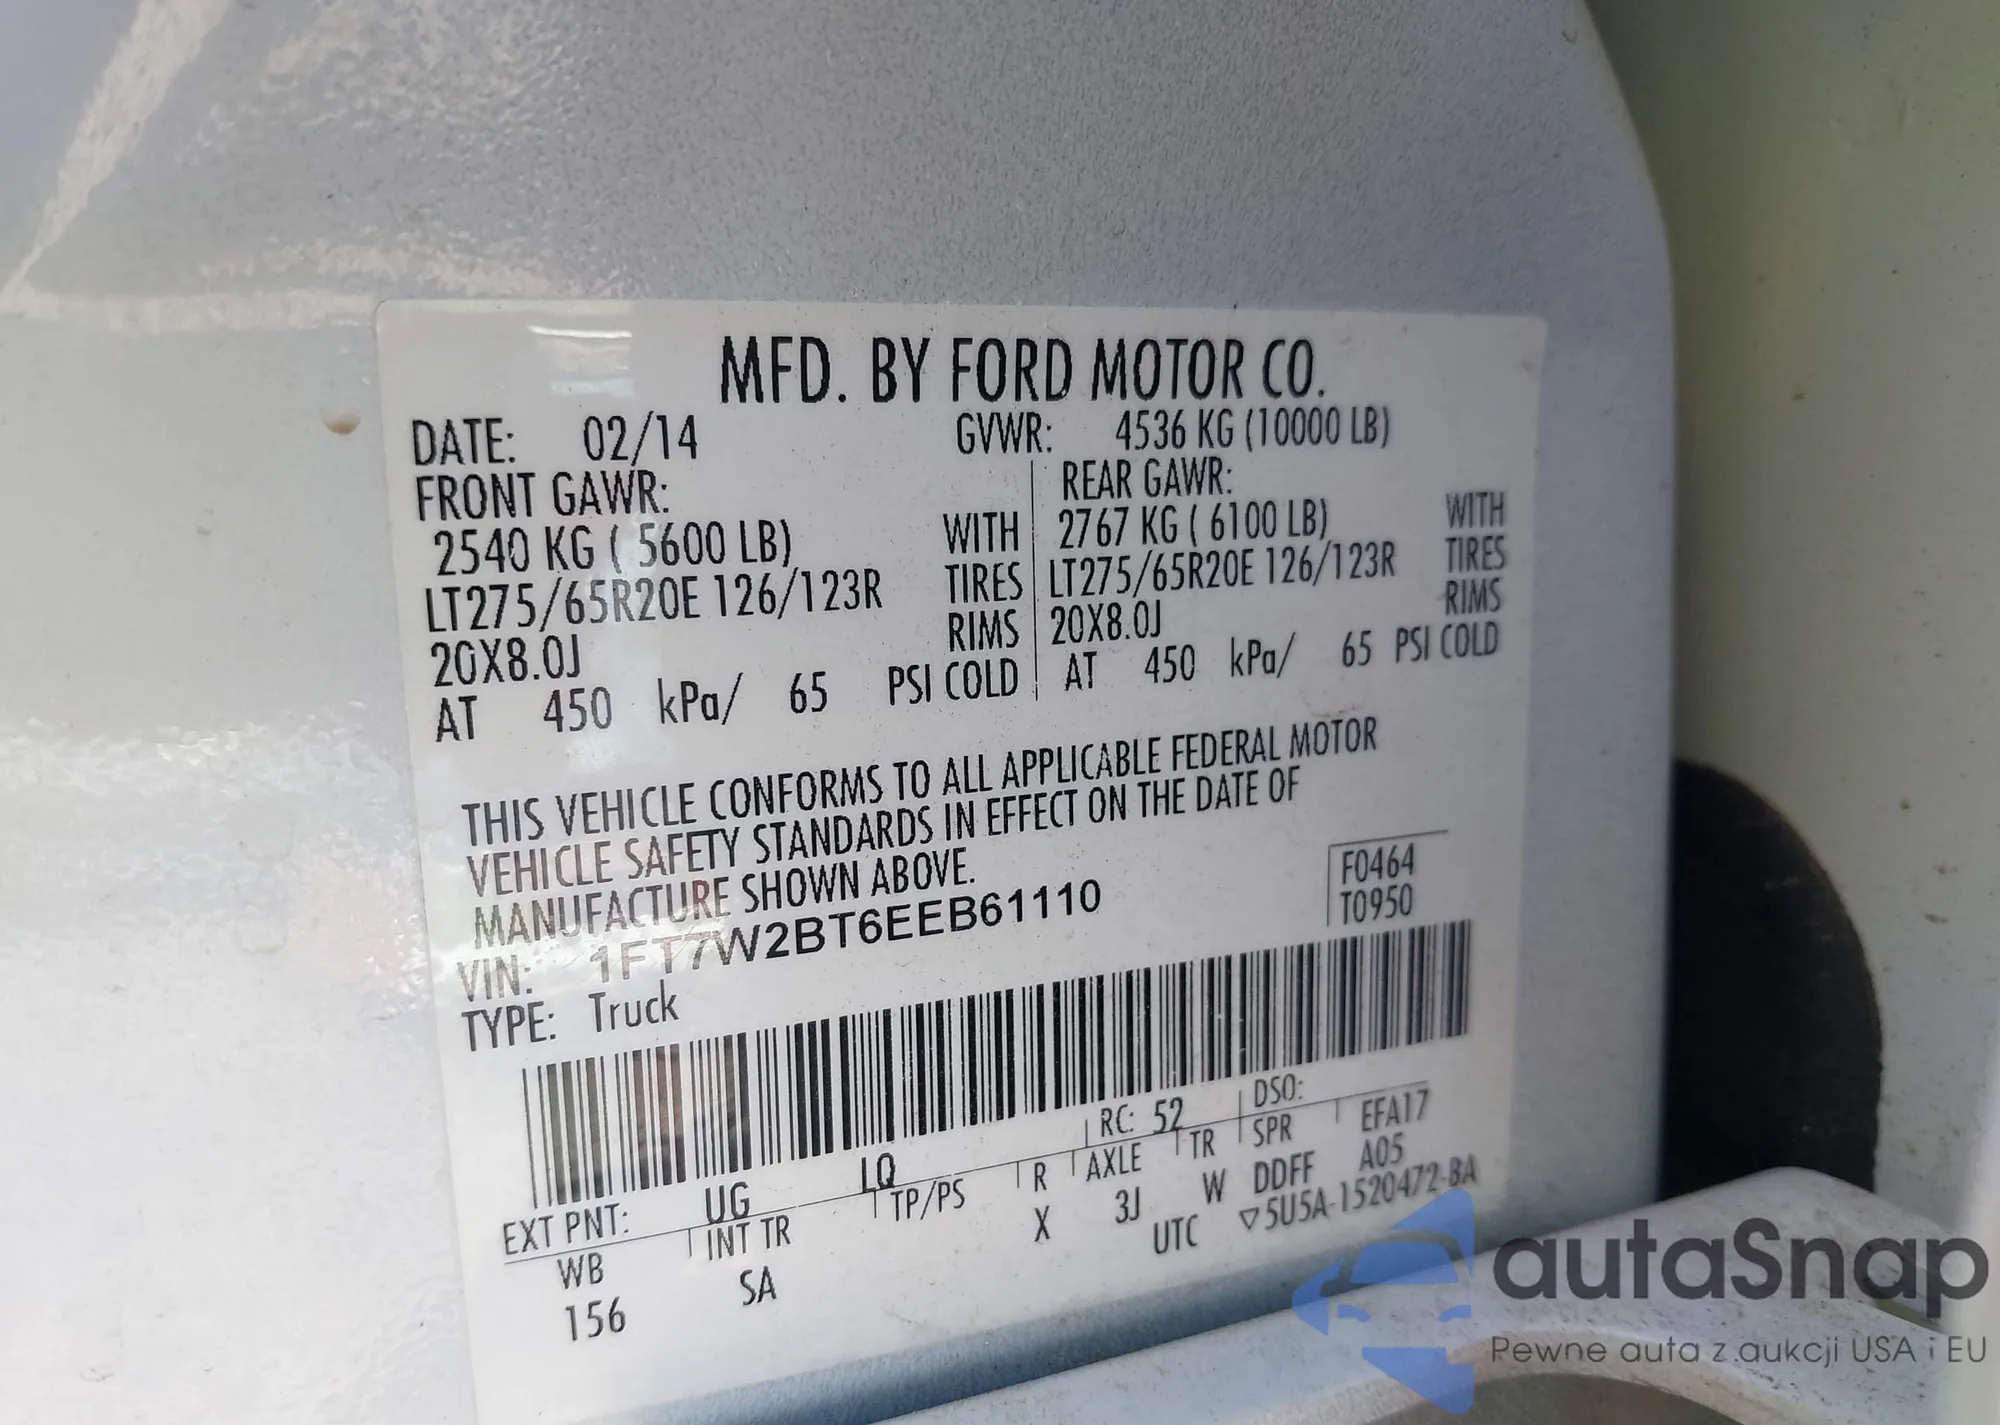 MFD. BY FORD MOTOR CO.
DATE: 02/14 GVWR: 4536 KG (10000 LB)
FRONT GAWR: REAR GAWR:
2540 KG ( 5600 LB) WITH 2767 KG ( 6100 LB) WITH
LT275/65R20E 126/123R TIRES LT275/65R20E 126/123R TIRES
20X8.0J RIMS 20X8.0J RIMS
AT 450 kPa/ 65 PSI COLD AT 450 kPa/ 65 PSI COLD
THIS VEHICLE CONFORMS TO ALL APPLICABLE FEDERAL MOTOR
VEHICLE SAFETY STANDARDS IN EFFECT ON THE DATE OF
MANUFACTURE SHOWN ABOVE.
VIN: 1FT7W2BT6EEB61110
F0464
T0950
TYPE: Truck
EXT PNT: UG LQ RC: 52 DSO:
WB INT TR TP/PS R AXLE TR SPR EFA17
156 SA X 3J W DDFF A05
UTC ▽5U5A-1520472-BA
autaSnap
Pewne auta z aukcji USA i EU